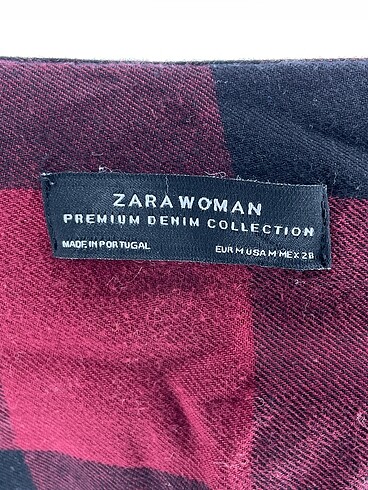 ZARA WOMAN
PREMIUM DENIM COLLECTION
MADE IN PORTUGAL EUR M USA M MEX 28